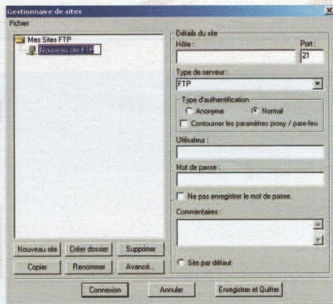 Gestionnaire de sites
Fichier
Mes Sites FTP
Nouveau site FTP
Nouveau site
Créer dossier
Supprimer
Copier
Renommer
Avancé...
Détails du site
Hôte :
Port :
21
Type de serveur :
FTP
Type d'authentification
Anonyme
Normal
Contourner les paramètres proxy / pare-feu
Utilisateur :
Mot de passe :
Ne pas enregistrer le mot de passe.
Commentaires :
Site par défaut
Connexion
Annuler
Enregistrer et Quitter